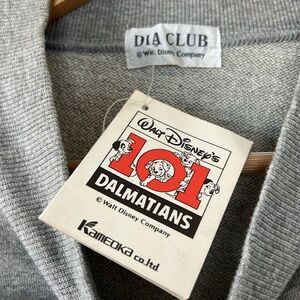 DIA CLUB
© Walt Disney Company
WALT DISNEY'S
101
DALMATIANS
© Walt Disney Company
Kameoka co.ltd